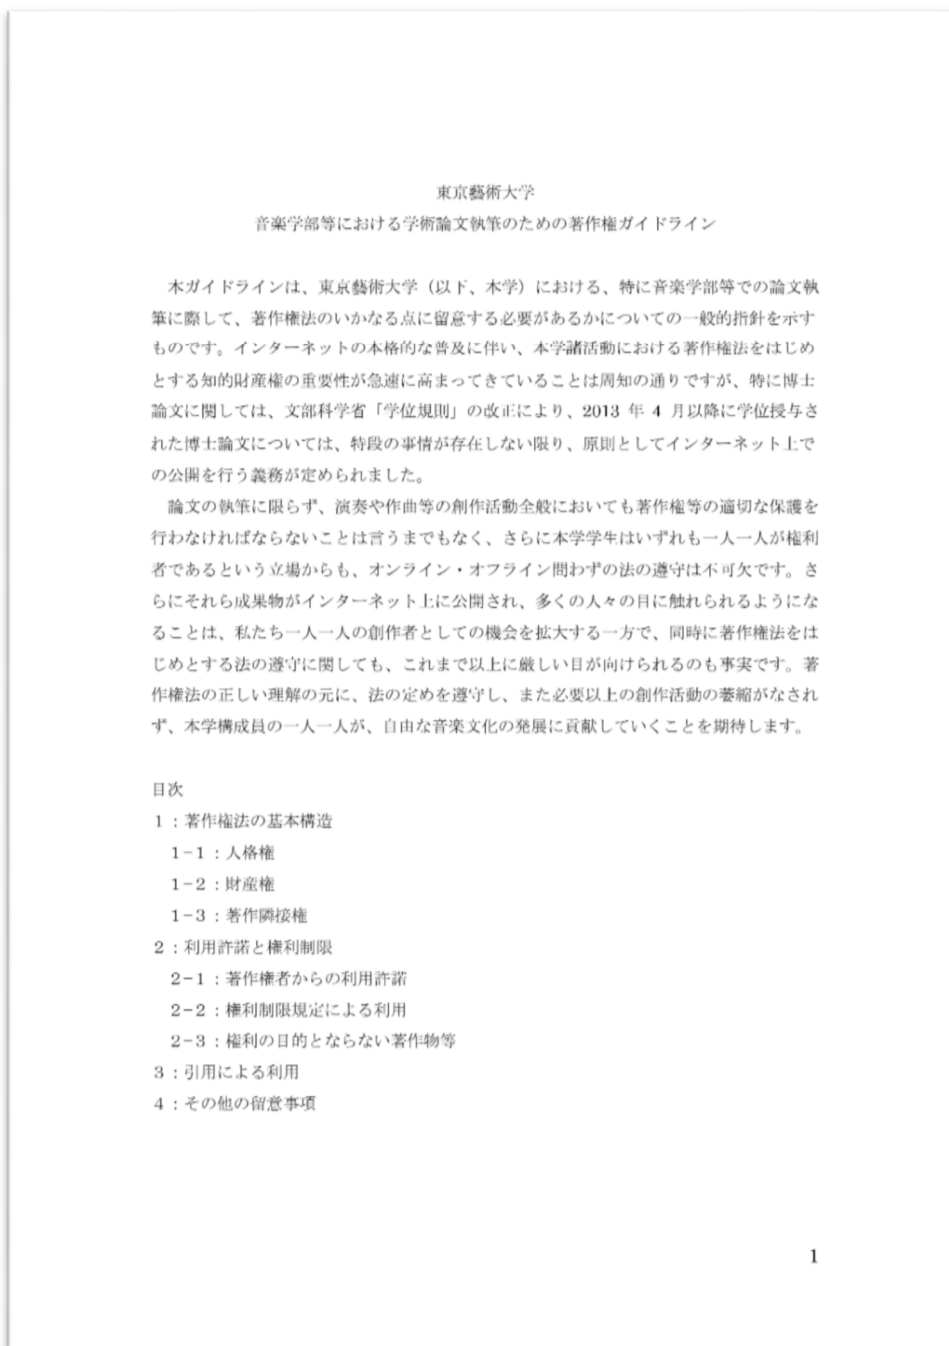 東京藝術大学
音楽学部等における学術論文執筆のための著作権ガイドライン
本ガイドラインは、東京藝術大学（以下、本学）における、特に音楽学部等での論文執
筆に際して、著作権法のいかなる点に留意する必要があるかについての一般的指針を示す
ものです。インターネットの本格的な普及に伴い、本学諸活動における著作権法をはじめ
とする知的財産権の重要性が急速に高まってきていることは周知の通りですが、特に博士
論文に関しては、文部科学省「学位規則」の改正により、2013 年 4 月以降に学位授与さ
れた博士論文については、特段の事情が存在しない限り、原則としてインターネット上で
の公開を行う義務が定められました。
論文の執筆に限らず、演奏や作曲等の創作活動全般においても著作権等の適切な保護を
行わなければならないことは言うまでもなく、さらに本学学生はいずれも一人一人が権利
者であるという立場からも、オンライン・オフライン問わずの法の遵守は不可欠です。さ
らにそれら成果物がインターネット上に公開され、多くの人々の目に触れられるようにな
ることは、私たち一人一人の創作者としての機会を拡大する一方で、同時に著作権法をは
じめとする法の遵守に関しても、これまで以上に厳しい目が向けられるのも事実です。著
作権法の正しい理解の元に、法の定めを遵守し、また必要以上の創作活動の萎縮がなされ
ず、本学構成員の一人一人が、自由な音楽文化の発展に貢献していくことを期待します。
目次
１：著作権法の基本構造
１−１：人格権
１−２：財産権
１−３：著作隣接権
２：利用許諾と権利制限
２−１：著作権者からの利用許諾
２−２：権利制限規定による利用
２−３：権利の目的とならない著作物等
３：引用による利用
４：その他の留意事項
1